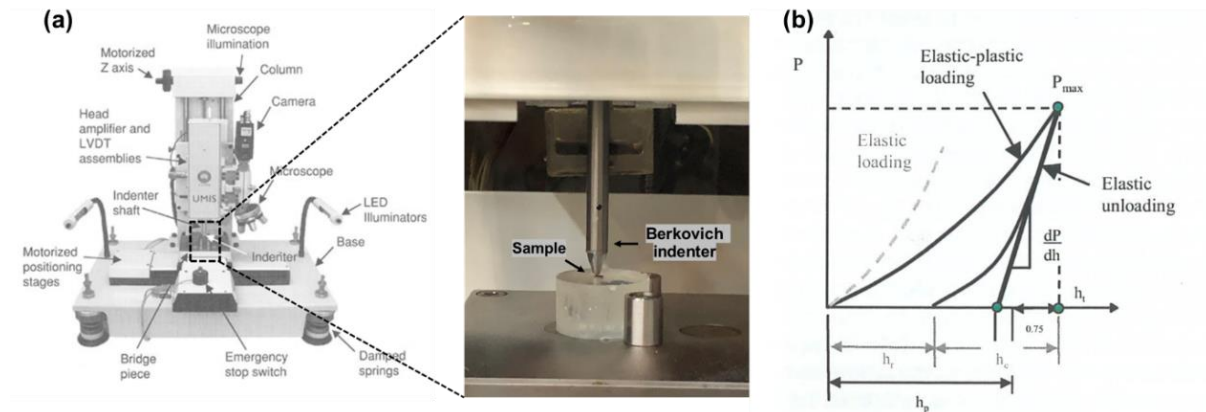 (a)
Microscope
illumination
Motorized
Z axis
Column
Camera
Head
amplifier and
LVDT
assemblies
Microscope
UMIS
Indenter
shaft
LED
Illuminators
Base
Motorized
positioning
stages
Indenter
Bridge
piece
Emergency
stop switch
Damped
springs
Sample
Berkovich
indenter
(b)
P
Elastic-plastic
loading
Pmax
Elastic
loading
Elastic
unloading
dP
dh
ht
0.75
hr
hp